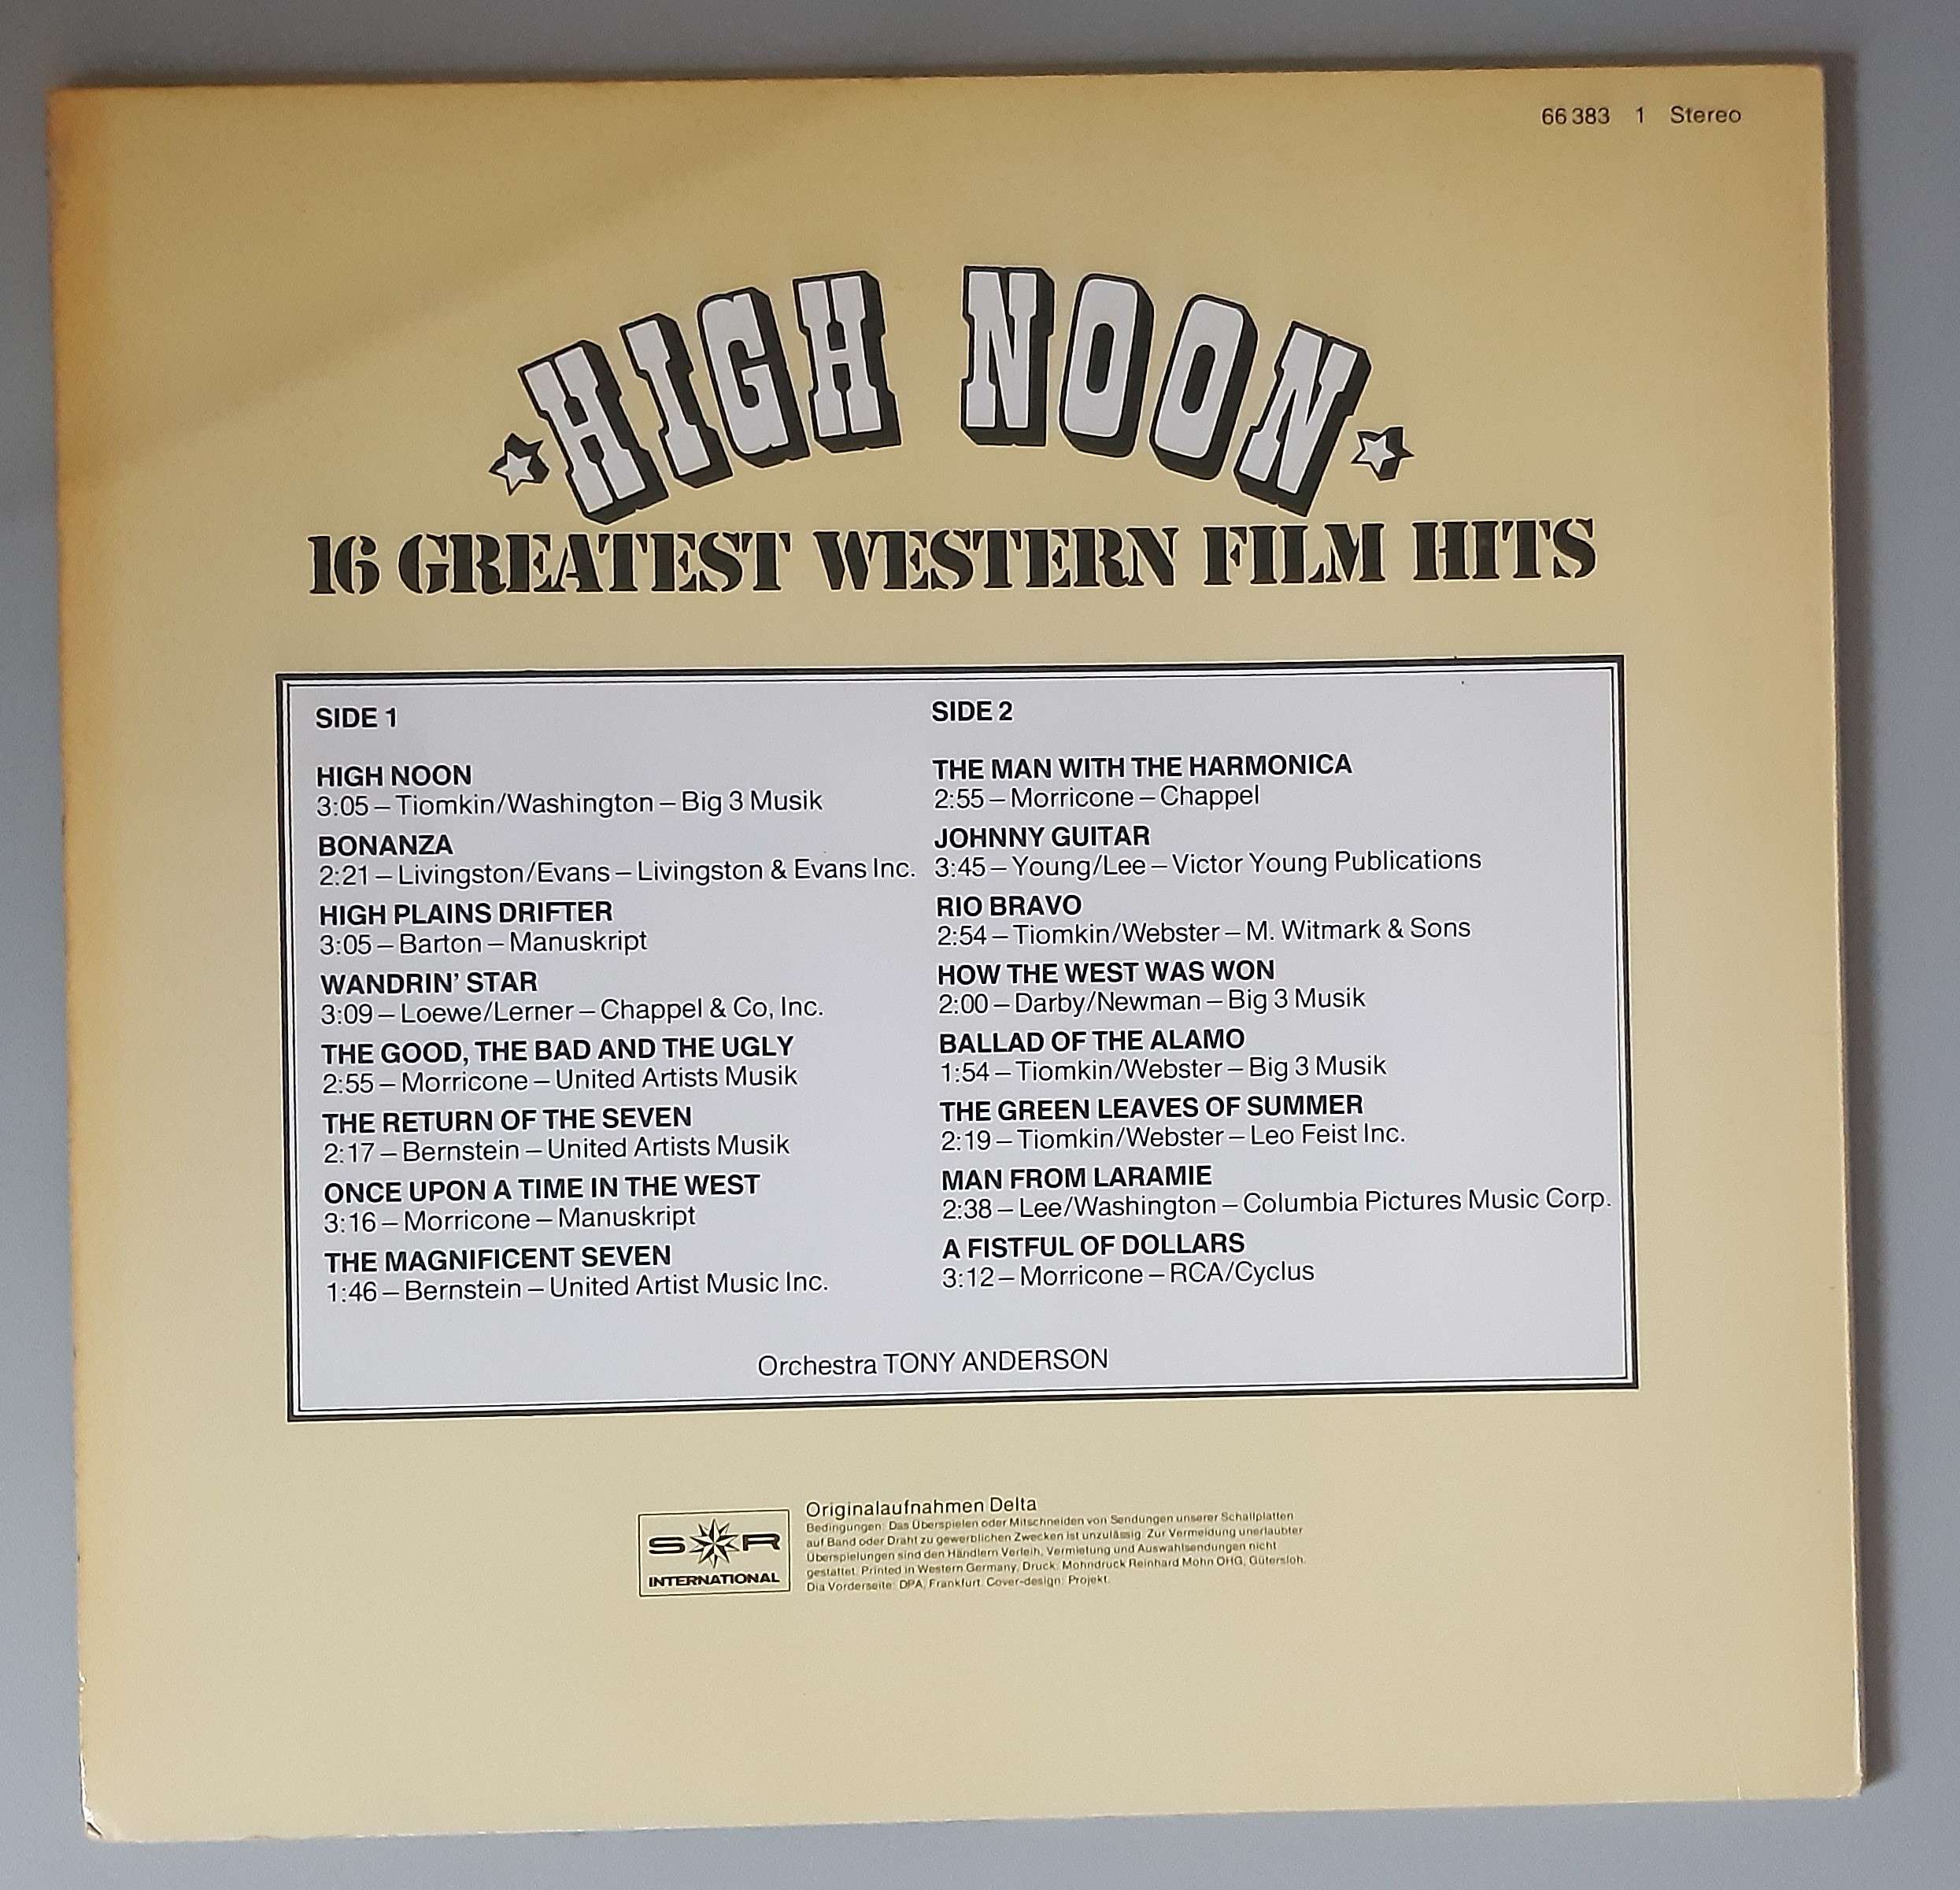 66 383 1 Stereo
HIGH NOON
16 GREATEST WESTERN FILM HITS
SIDE 1
HIGH NOON
3:05 – Tiomkin/Washington – Big 3 Musik
BONANZA
2:21 – Livingston/Evans – Livingston & Evans Inc.
HIGH PLAINS DRIFTER
3:05 – Barton – Manuskript
WANDRIN' STAR
3:09 – Loewe/Lerner – Chappel & Co, Inc.
THE GOOD, THE BAD AND THE UGLY
2:55 – Morricone – United Artists Musik
THE RETURN OF THE SEVEN
2:17 – Bernstein – United Artists Musik
ONCE UPON A TIME IN THE WEST
3:16 – Morricone – Manuskript
THE MAGNIFICENT SEVEN
1:46 – Bernstein – United Artist Music Inc.
SIDE 2
THE MAN WITH THE HARMONICA
2:55 – Morricone – Chappel
JOHNNY GUITAR
3:45 – Young/Lee – Victor Young Publications
RIO BRAVO
2:54 – Tiomkin/Webster – M. Witmark & Sons
HOW THE WEST WAS WON
2:00 – Darby/Newman – Big 3 Musik
BALLAD OF THE ALAMO
1:54 – Tiomkin/Webster – Big 3 Musik
THE GREEN LEAVES OF SUMMER
2:19 – Tiomkin/Webster – Leo Feist Inc.
MAN FROM LARAMIE
2:38 – Lee/Washington – Columbia Pictures Music Corp.
A FISTFUL OF DOLLARS
3:12 – Morricone – RCA/Cyclus
Orchestra TONY ANDERSON
S R
INTERNATIONAL
Originalaufnahmen Delta
Bedingungen: Das Überspielen oder Mitschneiden von Sendungen unserer Schallplatten
auf Band oder Draht zu gewerblichen Zwecken ist unzulässig. Zur Vermeidung unerlaubter
Überspielungen sind den Händlern Verleih, Vermietung und Auswahlsendungen nicht
gestattet. Printed in Western Germany, Druck: Mohndruck Reinhard Mohn OHG, Gütersloh.
Dia Vorderseite: DPA, Frankfurt. Cover-design: Projekt.